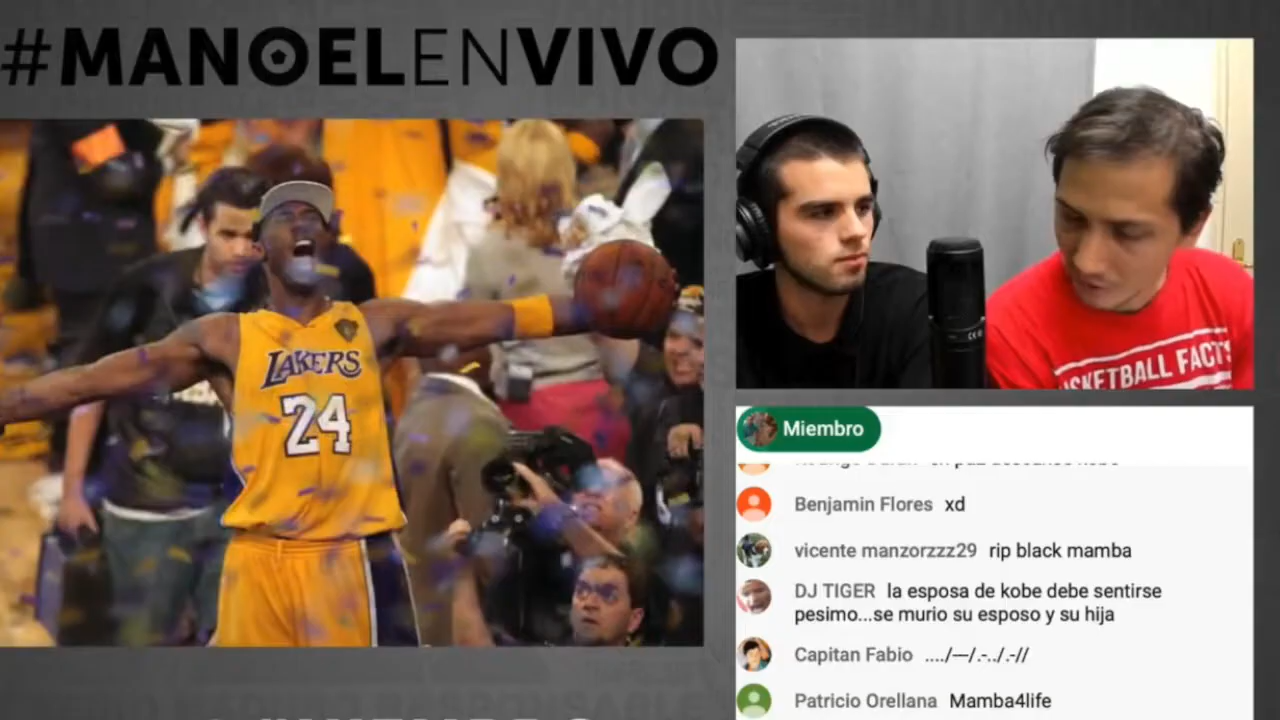 #MANOELENVIVO
LAKERS
24
BASKETBALL FACTS
Miembro
Benjamin Flores xd
vicente manzorzzz29 rip black mamba
DJ TIGER la esposa de kobe debe sentirse
pesimo...se murio su esposo y su hija
Capitan Fabio ..../—/.-../.-//
Patricio Orellana Mamba4life